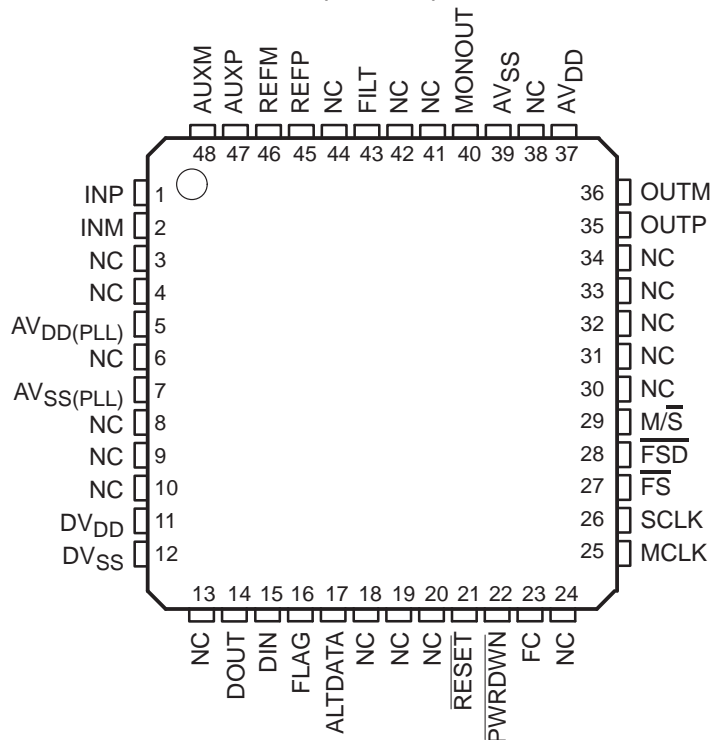 AUXM
AUXP
REFM
REFP
NC
FILT
NC
NC
MONOUT
AVSS
NC
AVDD
48 47 46 45 44 43 42 41 40 39 38 37
INP 1
INM 2
NC 3
NC 4
AVDD(PLL) 5
NC 6
AVSS(PLL) 7
NC 8
NC 9
NC 10
DVDD 11
DVSS 12
36 OUTM
35 OUTP
34 NC
33 NC
32 NC
31 NC
30 NC
29 M/S̅
28 F̅S̅D̅
27 F̅S̅
26 SCLK
25 MCLK
13 14 15 16 17 18 19 20 21 22 23 24
NC
DOUT
DIN
FLAG
ALTDATA
NC
NC
NC
R̅E̅S̅E̅T̅
P̅W̅R̅D̅W̅N̅
FC
NC